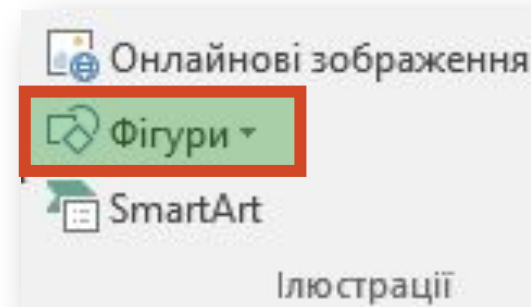 Онлайнові зображення
Фігури
SmartArt
Ілюстрації